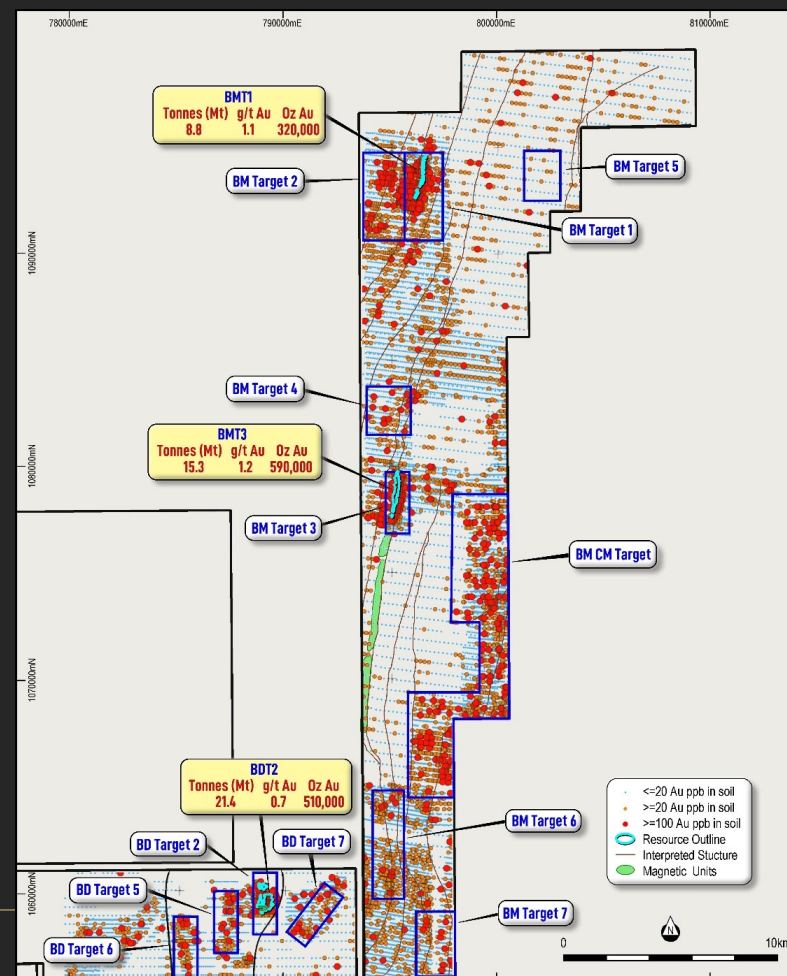 780000mE
790000mE
800000mE
810000mE
BMT1
Tonnes (Mt) g/t Au Oz Au
8.8 1.1 320,000
BM Target 2
BM Target 5
BM Target 1
1090000mN
BM Target 4
BMT3
Tonnes (Mt) g/t Au Oz Au
15.3 1.2 590,000
1080000mN
BM Target 3
BM CM Target
1070000mN
BDT2
Tonnes (Mt) g/t Au Oz Au
21.4 0.7 510,000
<=20 Au ppb in soil
>=20 Au ppb in soil
>=100 Au ppb in soil
Resource Outline
Interpreted Stucture
Magnetic Units
BM Target 6
BD Target 2
BD Target 7
BD Target 5
1060000mN
BM Target 7
BD Target 6
N
0 10km